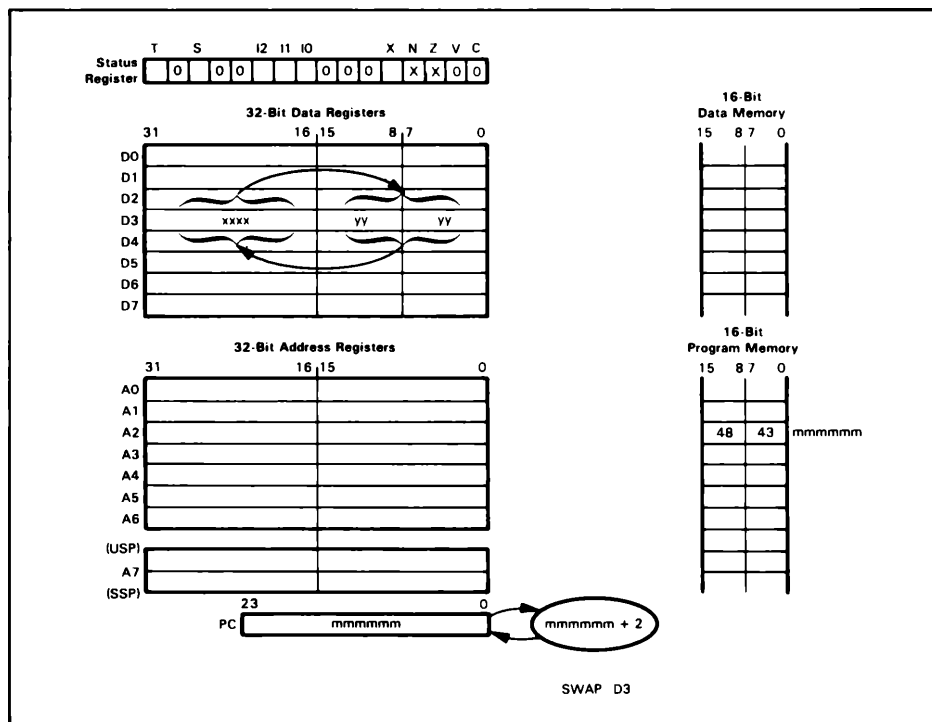 T S I2 I1 I0 X N Z V C
Status
Register
0 0 0 0 0 0 X X 0 0
32-Bit Data Registers
31 16 15 8 7 0
D0
D1
D2
D3 xxxx yy yy
D4
D5
D6
D7
16-Bit
Data Memory
15 8 7 0
32-Bit Address Registers
31 16 15 0
A0
A1
A2
A3
A4
A5
A6
(USP)
A7
(SSP)
16-Bit
Program Memory
15 8 7 0
48 43 mmmmmm
23 0
PC mmmmmm mmmmmm + 2
SWAP D3